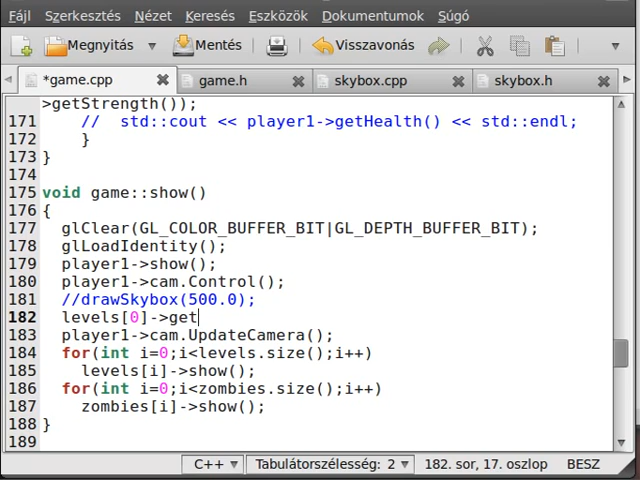 Fájl Szerkesztés Nézet Keresés Eszközök Dokumentumok Súgó
Megnyitás Mentés Visszavonás
*game.cpp game.h skybox.cpp skybox.h
>getStrength());
171 //  std::cout << player1->getHealth() << std::endl;
172 }
173 }
174
175 void game::show()
176 {
177 glClear(GL_COLOR_BUFFER_BIT|GL_DEPTH_BUFFER_BIT);
178 glLoadIdentity();
179 player1->show();
180 player1->cam.Control();
181 //drawSkybox(500.0);
182 levels[0]->get
183 player1->cam.UpdateCamera();
184 for(int i=0;i<levels.size();i++)
185 levels[i]->show();
186 for(int i=0;i<zombies.size();i++)
187 zombies[i]->show();
188 }
189
C++ Tabulátorszélesség: 2 182. sor, 17. oszlop BESZ